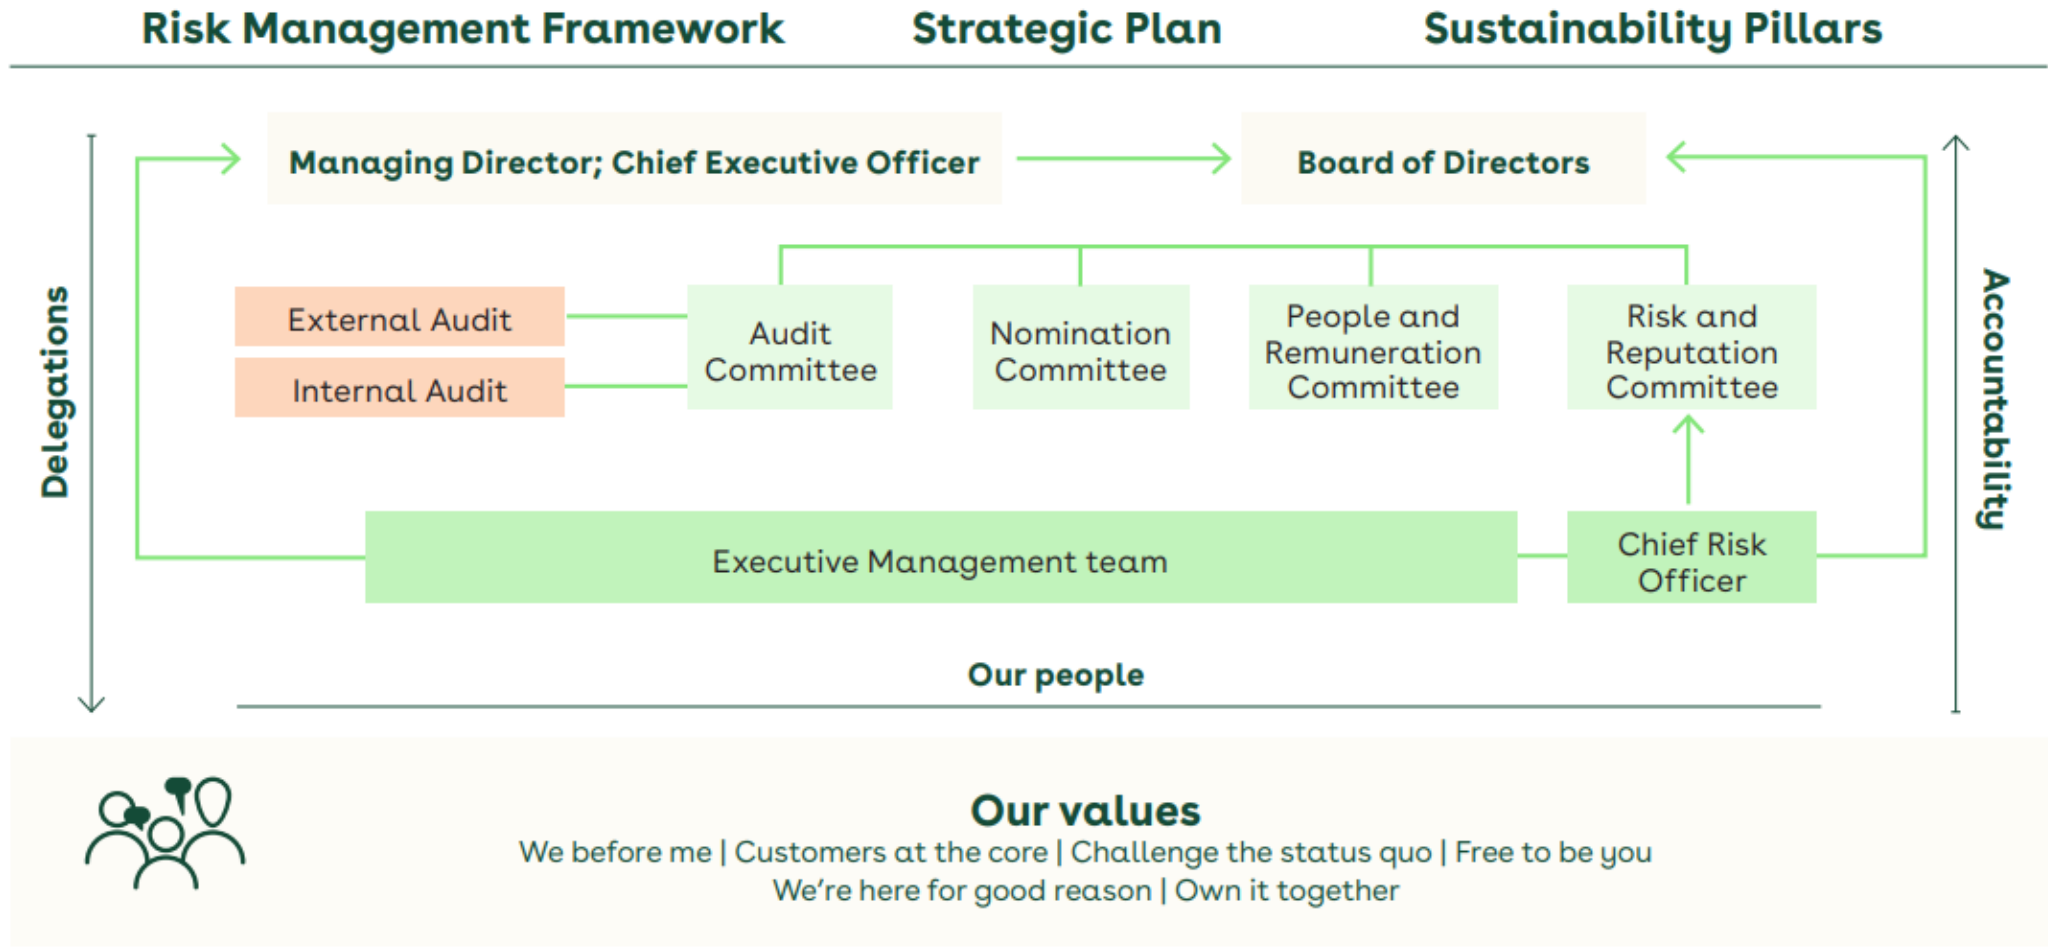 Risk Management Framework
Strategic Plan
Sustainability Pillars
Managing Director; Chief Executive Officer
Board of Directors
Delegations
Accountability
External Audit
Internal Audit
Audit
Committee
Nomination
Committee
People and
Remuneration
Committee
Risk and
Reputation
Committee
Executive Management team
Chief Risk
Officer
Our people
Our values
We before me | Customers at the core | Challenge the status quo | Free to be you
We’re here for good reason | Own it together